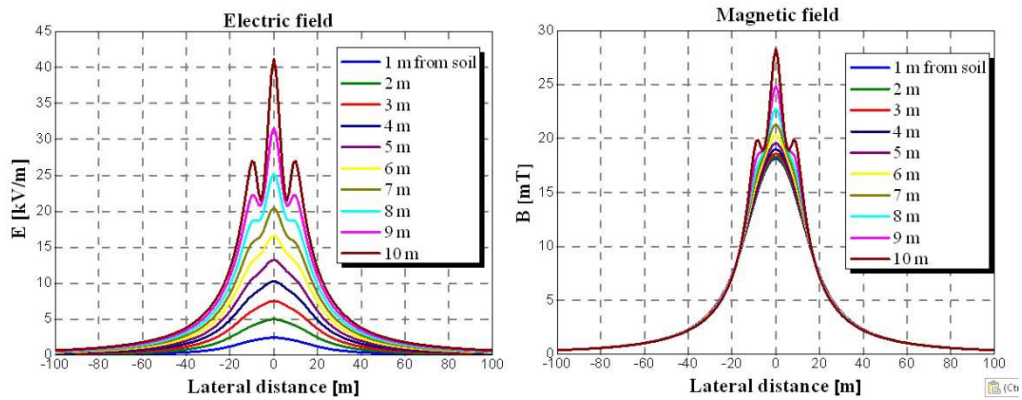 Electric field
45
40
35
30
25
20
15
10
5
0
E [kV/m]
-100 -80 -60 -40 -20 0 20 40 60 80 100
Lateral distance [m]
1 m from soil
2 m
3 m
4 m
5 m
6 m
7 m
8 m
9 m
10 m
Magnetic field
30
25
20
15
10
5
0
B [mT]
-100 -80 -60 -40 -20 0 20 40 60 80 100
Lateral distance [m]
1 m from soil
2 m
3 m
4 m
5 m
6 m
7 m
8 m
9 m
10 m
(Ctr